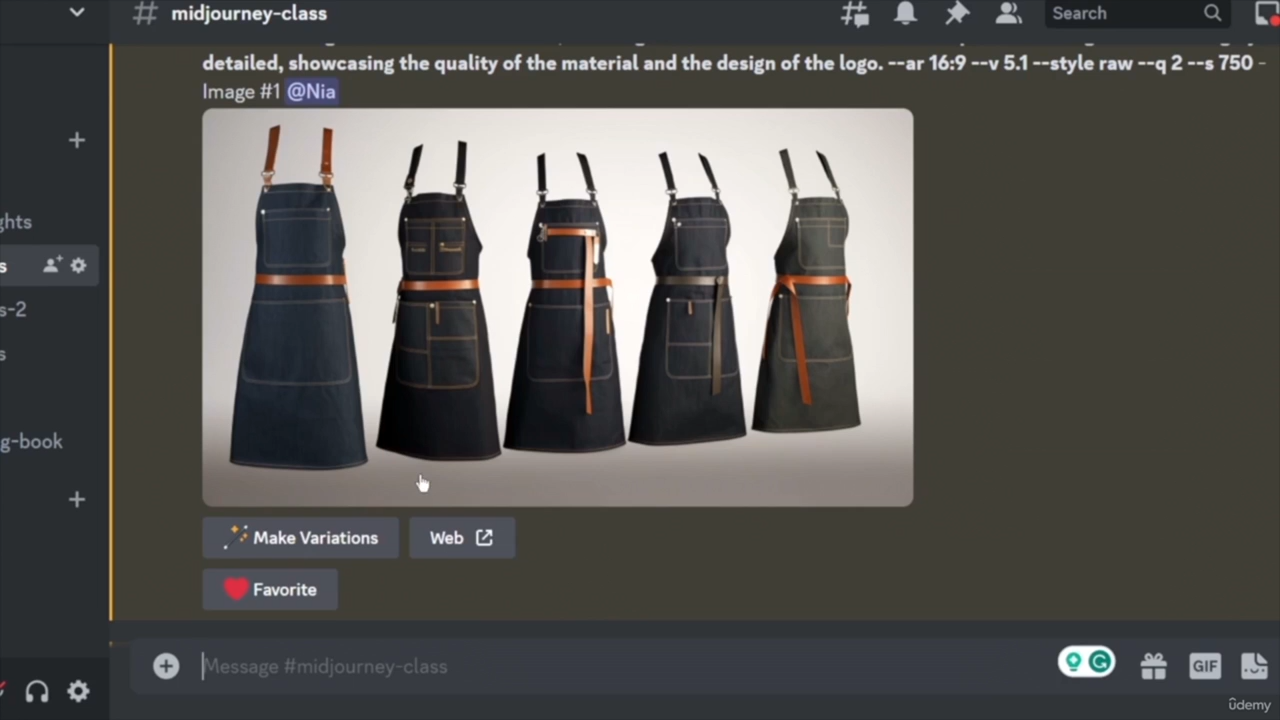 midjourney-class
Search
detailed, showcasing the quality of the material and the design of the logo. --ar 16:9 --v 5.1 --style raw --q 2 --s 750 -
Image #1 @Nia
ghts
s
s-2
s
g-book
Make Variations
Web
Favorite
Message #midjourney-class
GIF
ûdemy